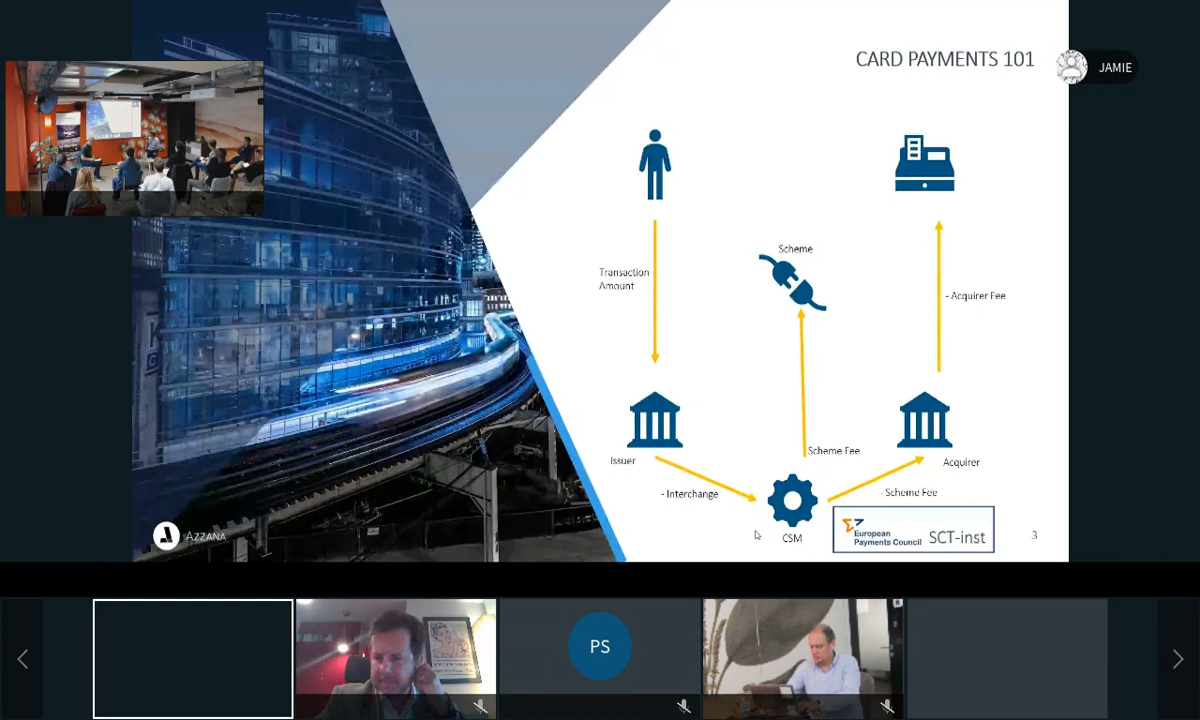 CARD PAYMENTS 101
JAMIE
Scheme
Transaction
Amount
- Acquirer Fee
Scheme Fee
Issuer
Acquirer
- Interchange
- Scheme Fee
CSM
European
Payments Council
SCT-inst
3
AZZANA
PS